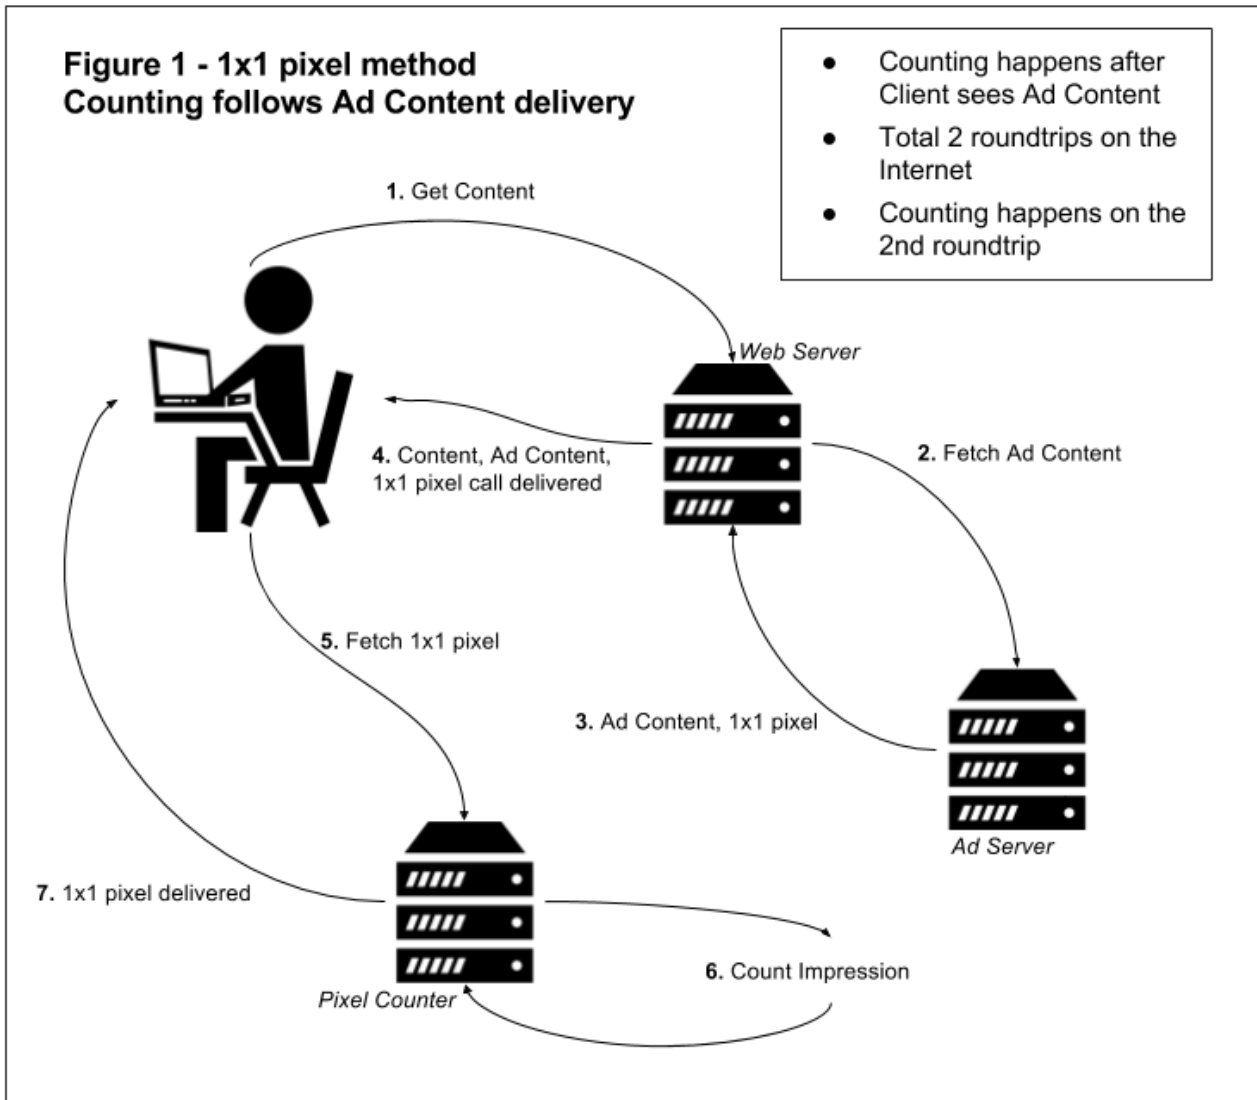 Figure 1 - 1x1 pixel method
Counting follows Ad Content delivery
● Counting happens after
Client sees Ad Content
● Total 2 roundtrips on the
Internet
● Counting happens on the
2nd roundtrip
1. Get Content
Web Server
2. Fetch Ad Content
4. Content, Ad Content,
1x1 pixel call delivered
5. Fetch 1x1 pixel
3. Ad Content, 1x1 pixel
Ad Server
7. 1x1 pixel delivered
6. Count Impression
Pixel Counter